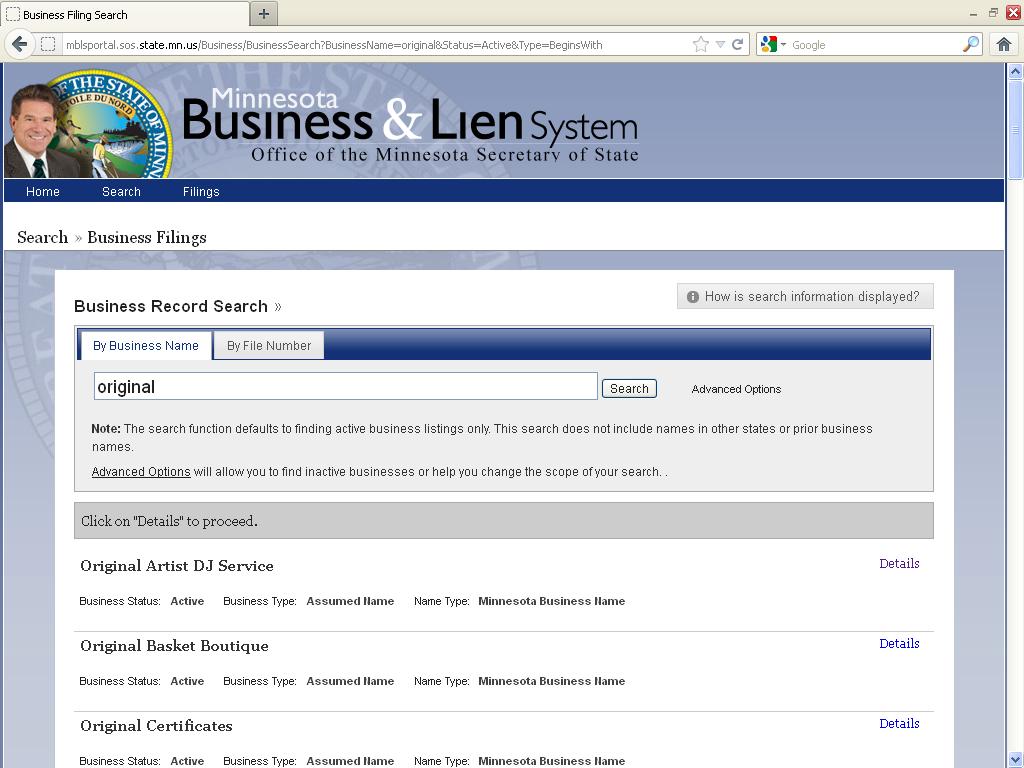 Business Filing Search
mblsportal.sos.state.mn.us/Business/BusinessSearch?BusinessName=original&Status=Active&Type=BeginsWith
Google
OF THE STATE OF MINN
ETOILE DU NORD
Minnesota
Business & Lien System
Office of the Minnesota Secretary of State
Home Search Filings
Search » Business Filings
Business Record Search »
How is search information displayed?
By Business Name By File Number
original Search Advanced Options
Note: The search function defaults to finding active business listings only. This search does not include names in other states or prior business
names.
Advanced Options will allow you to find inactive businesses or help you change the scope of your search. .
Click on "Details" to proceed.
Original Artist DJ Service Details
Business Status: Active Business Type: Assumed Name Name Type: Minnesota Business Name
Original Basket Boutique Details
Business Status: Active Business Type: Assumed Name Name Type: Minnesota Business Name
Original Certificates Details
Business Status: Active Business Type: Assumed Name Name Type: Minnesota Business Name